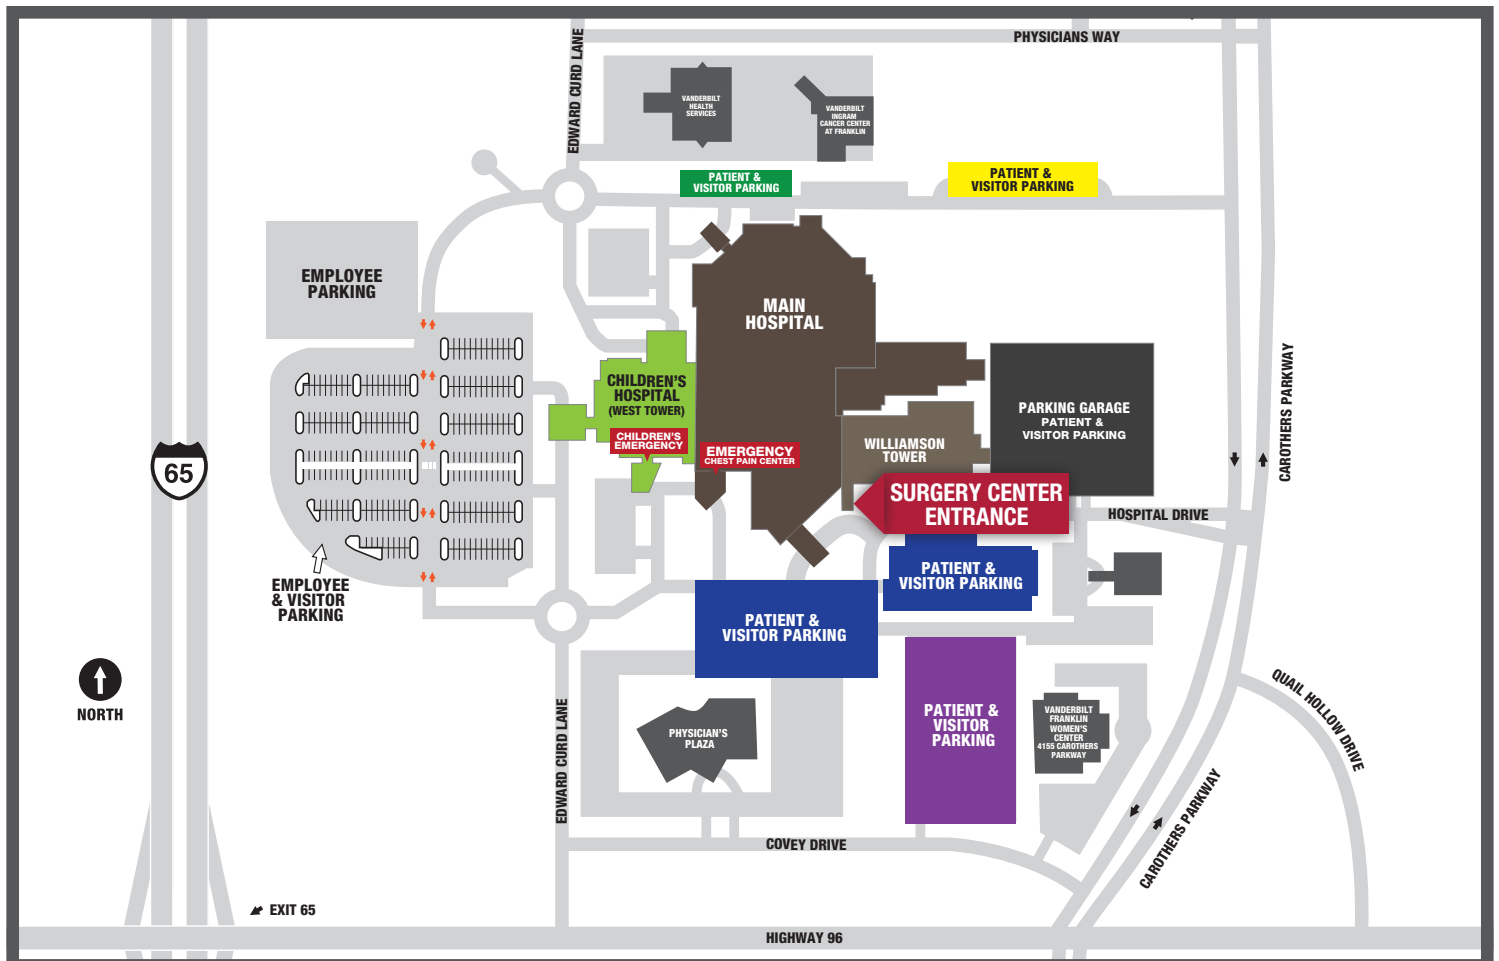 PHYSICIANS WAY
EDWARD CURD LANE
VANDERBILT
HEALTH
SERVICES
VANDERBILT
INGRAM
CANCER CENTER
AT FRANKLIN
PATIENT &
VISITOR PARKING
PATIENT &
VISITOR PARKING
EMPLOYEE
PARKING
MAIN
HOSPITAL
CHILDREN'S
HOSPITAL
(WEST TOWER)
CHILDREN'S
EMERGENCY
EMERGENCY
CHEST PAIN CENTER
WILLIAMSON
TOWER
PARKING GARAGE
PATIENT &
VISITOR PARKING
CAROTHERS PARKWAY
65
SURGERY CENTER
ENTRANCE
HOSPITAL DRIVE
EMPLOYEE
& VISITOR
PARKING
PATIENT &
VISITOR PARKING
PATIENT &
VISITOR PARKING
NORTH
EDWARD CURD LANE
PHYSICIAN'S
PLAZA
PATIENT &
VISITOR
PARKING
VANDERBILT
FRANKLIN
WOMEN'S
CENTER
4155 CAROTHERS
PARKWAY
QUAIL HOLLOW DRIVE
CAROTHERS PARKWAY
COVEY DRIVE
EXIT 65
HIGHWAY 96